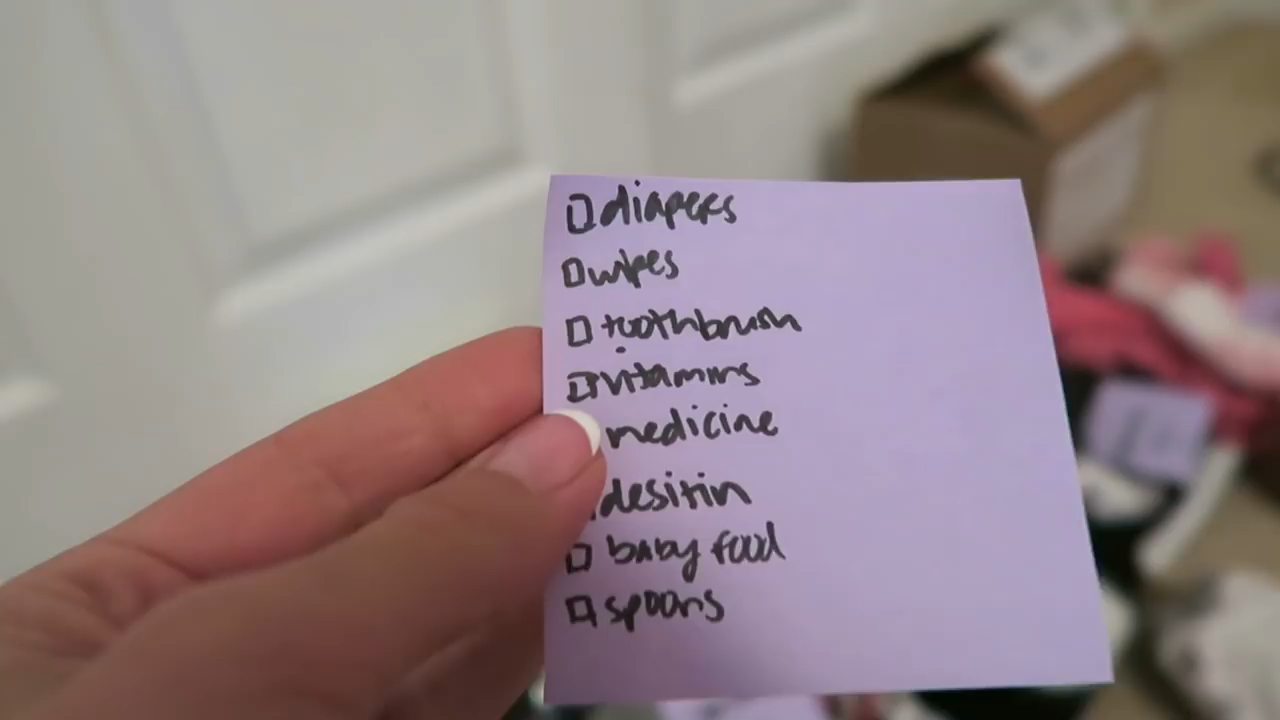 diapers
wipes
toothbrush
vitamins
medicine
desitin
baby food
spoons